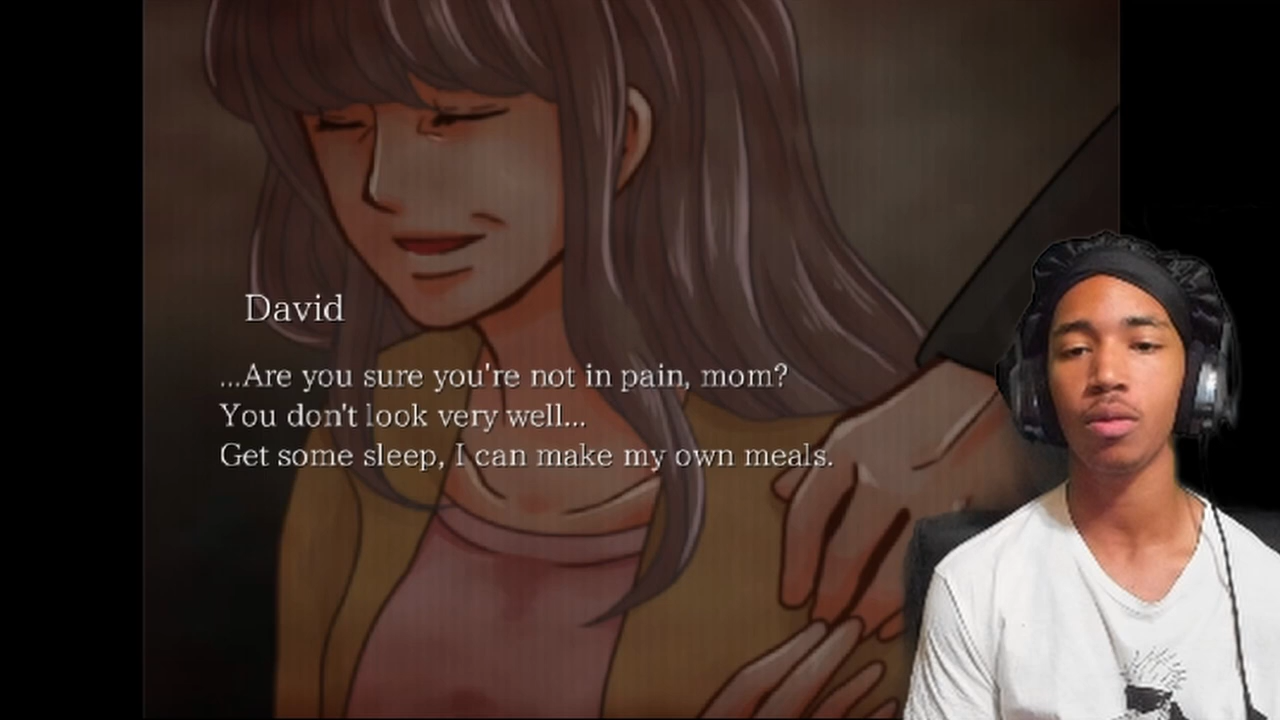 David
...Are you sure you're not in pain, mom?
You don't look very well...
Get some sleep, I can make my own meals.